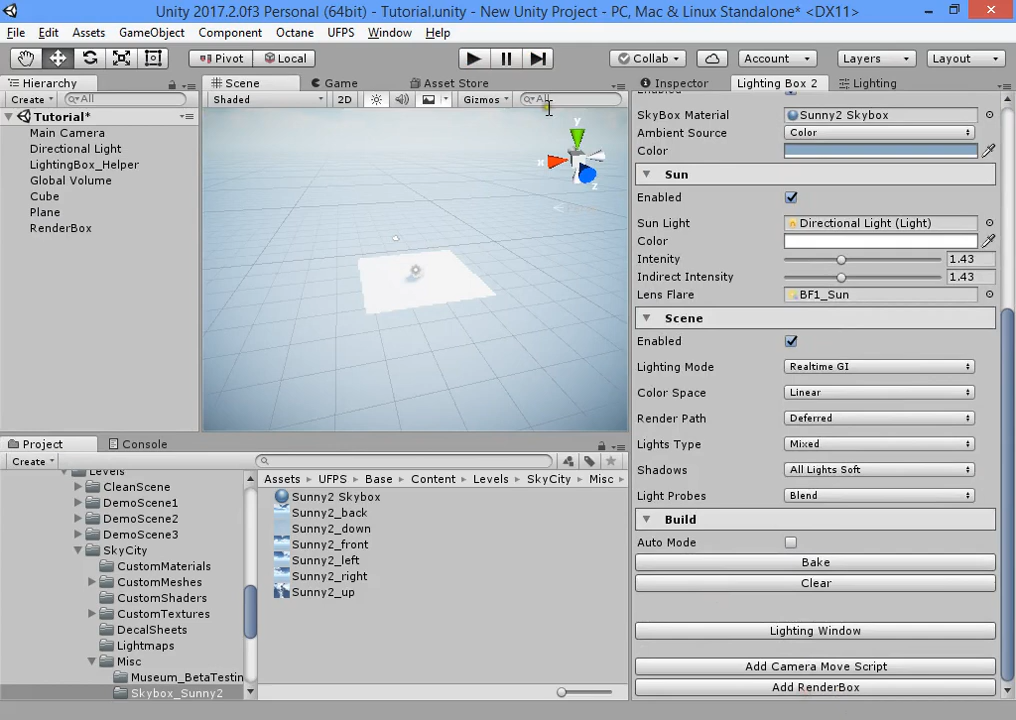 Unity 2017.2.0f3 Personal (64bit) - Tutorial.unity - New Unity Project - PC, Mac & Linux Standalone* <DX11>
File Edit Assets GameObject Component Octane UFPS Window Help
Pivot Local Collab Account Layers Layout
Hierarchy Scene Game Asset Store Inspector Lighting Box 2 Lighting
Create All Shaded 2D Gizmos All
Tutorial*
Main Camera
Directional Light
LightingBox_Helper
Global Volume
Cube
Plane
RenderBox
y
x
z
SkyBox Material Sunny2 Skybox
Ambient Source Color
Color
Sun
Enabled
Sun Light Directional Light (Light)
Color
Intenity 1.43
Indirect Intensity 1.43
Lens Flare BF1_Sun
Scene
Enabled
Lighting Mode Realtime GI
Color Space Linear
Render Path Deferred
Lights Type Mixed
Shadows All Lights Soft
Light Probes Blend
Build
Auto Mode
Bake
Clear
Lighting Window
Add Camera Move Script
Add RenderBox
Project Console
Create
Levels
CleanScene
DemoScene1
DemoScene2
DemoScene3
SkyCity
CustomMaterials
CustomMeshes
CustomShaders
CustomTextures
DecalSheets
Lightmaps
Misc
Museum_BetaTestin
Skybox_Sunny2
Assets UFPS Base Content Levels SkyCity Misc
Sunny2 Skybox
Sunny2_back
Sunny2_down
Sunny2_front
Sunny2_left
Sunny2_right
Sunny2_up